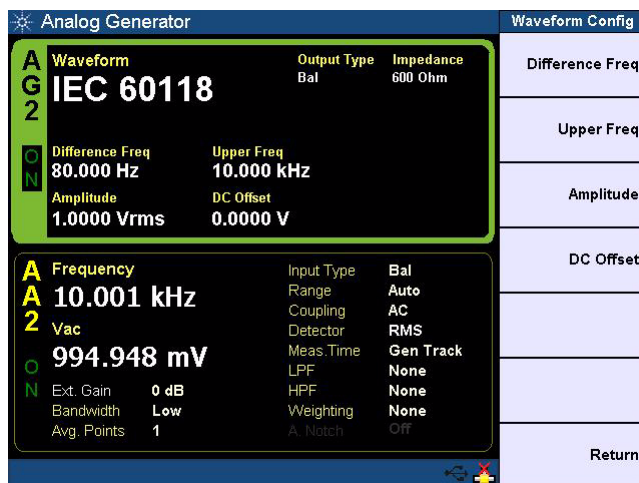 Analog Generator
Waveform Config
AG2
ON
Waveform
IEC 60118
Output Type Impedance
Bal 600 Ohm
Difference Freq Upper Freq
80.000 Hz 10.000 kHz
Amplitude DC Offset
1.0000 Vrms 0.0000 V
AA2
ON
Frequency
10.001 kHz
Vac
994.948 mV
Ext. Gain 0 dB
Bandwidth Low
Avg. Points 1
Input Type Bal
Range Auto
Coupling AC
Detector RMS
Meas.Time Gen Track
LPF None
HPF None
Weighting None
A. Notch Off
Difference Freq
Upper Freq
Amplitude
DC Offset
Return